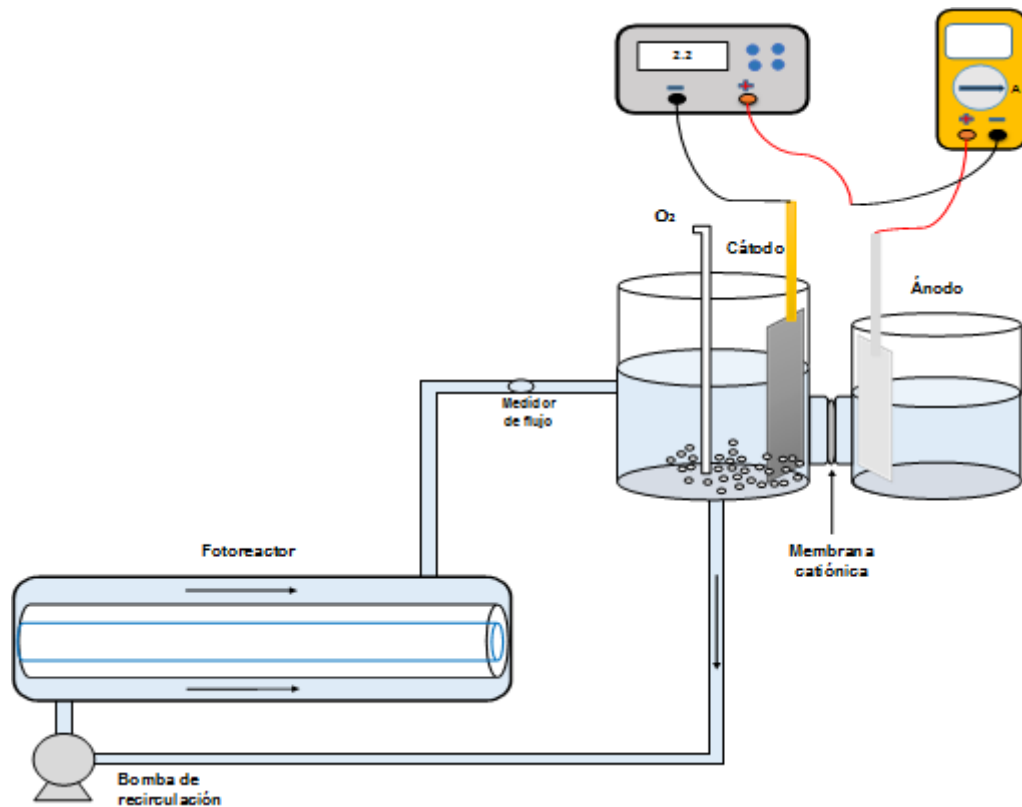 2.2
− +
A
+ −
O₂
Cátodo
Ánodo
Medidor
de flujo
Fotoreactor
Membrana
catiónica
Bomba de
recirculación